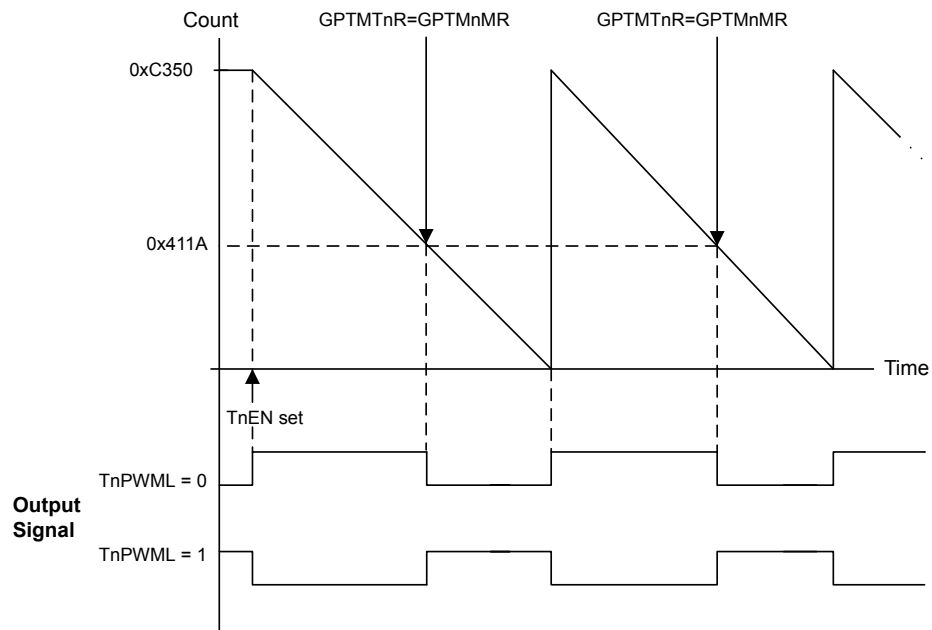 Count
GPTMTnR=GPTMnMR
GPTMTnR=GPTMnMR
0xC350
0x411A
Time
TnEN set
TnPWML = 0
Output
Signal
TnPWML = 1